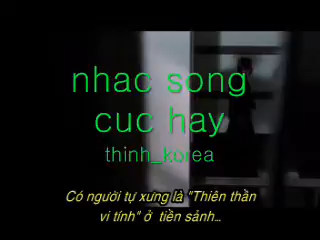 nhac song
cuc hay
thinh_korea
Có người tự xưng là "Thiên thần
vi tính" ở tiền sảnh...